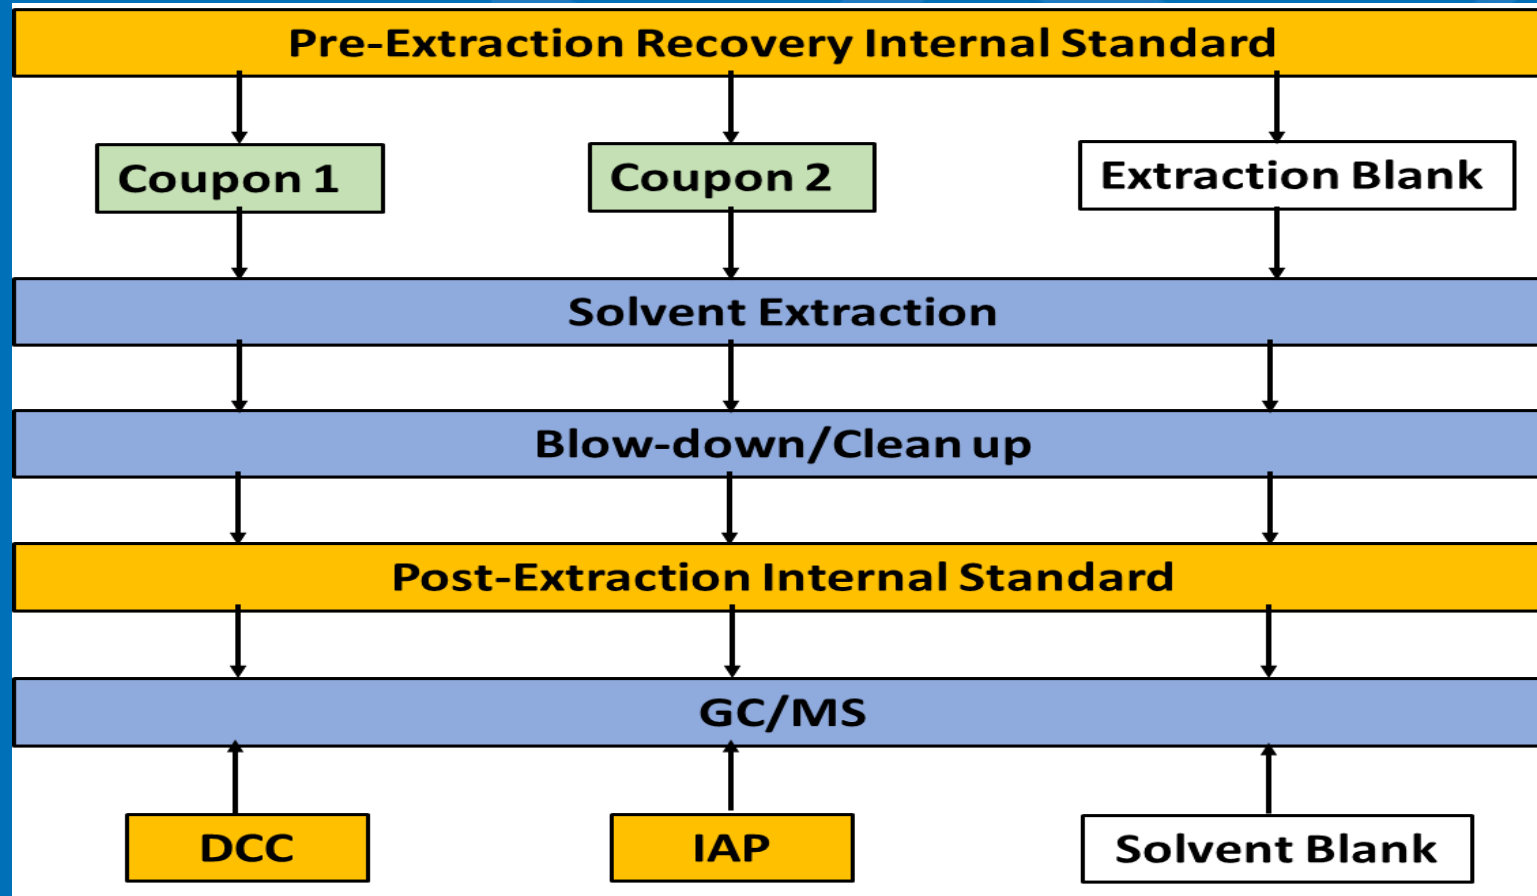 Pre-Extraction Recovery Internal Standard
Coupon 1
Coupon 2
Extraction Blank
Solvent Extraction
Blow-down/Clean up
Post-Extraction Internal Standard
GC/MS
DCC
IAP
Solvent Blank